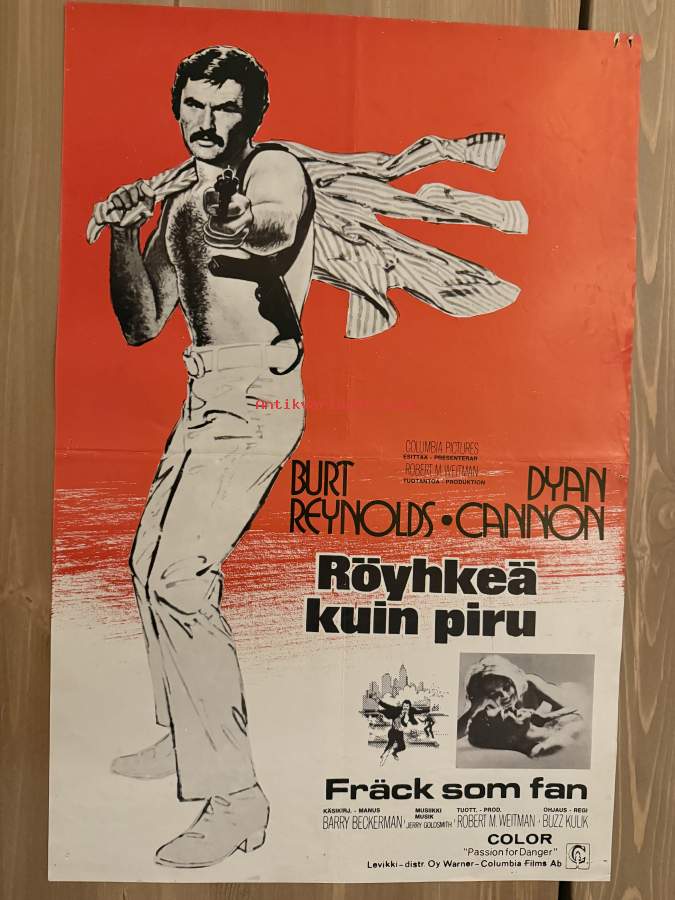 COLUMBIA PICTURES
ESITTÄÄ - PRESENTERAR
ROBERT M. WEITMAN
TUOTANTOA - PRODUKTION
BURT REYNOLDS • DYAN CANNON
Röyhkeä
kuin piru
Fräck som fan
KÄSIKIRJ. - MANUS
BARRY BECKERMAN
MUSIIKKI
MUSIK
JERRY GOLDSMITH
TUOTT. - PROD.
ROBERT M. WEITMAN
OHJAUS - REGI
BUZZ KULIK
COLOR
"Passion for Danger"
Levikki - distr. Oy Warner - Columbia Films Ab